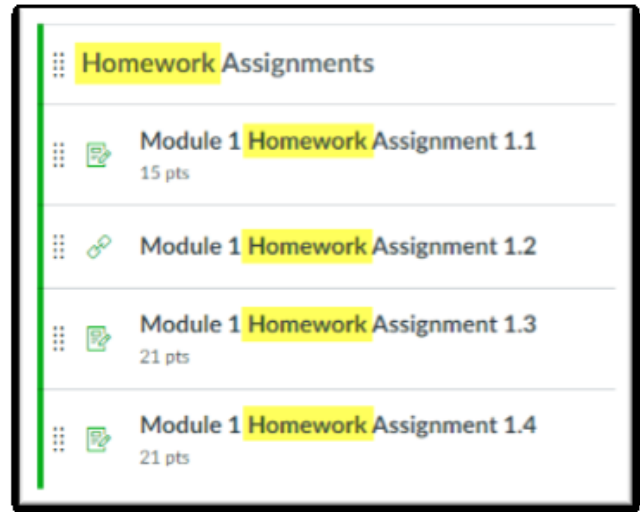 Homework Assignments
Module 1 Homework Assignment 1.1
15 pts
Module 1 Homework Assignment 1.2
Module 1 Homework Assignment 1.3
21 pts
Module 1 Homework Assignment 1.4
21 pts